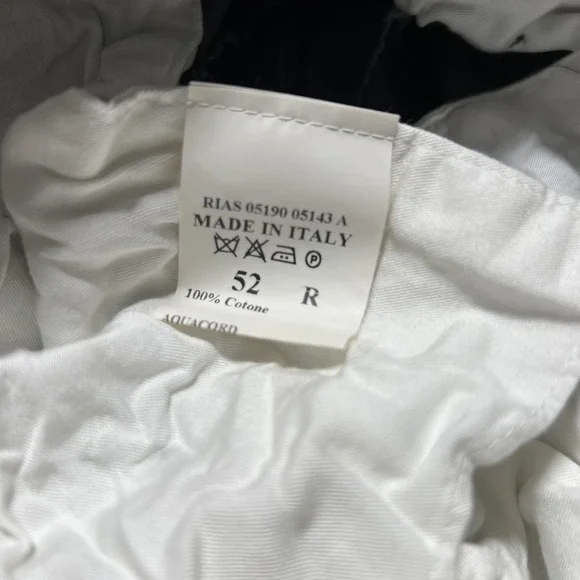 RIAS 05190 05143 A
MADE IN ITALY
P
52 R
100% Cotone
AQUACORD